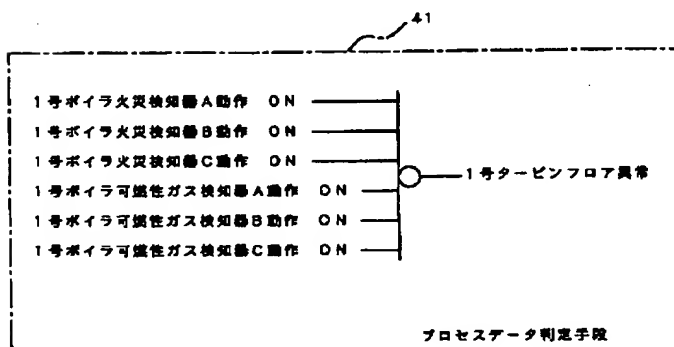 41
1号ボイラ火災検知器A動作 ON
1号ボイラ火災検知器B動作 ON
1号ボイラ火災検知器C動作 ON
1号ボイラ可燃性ガス検知器A動作 ON
1号ボイラ可燃性ガス検知器B動作 ON
1号ボイラ可燃性ガス検知器C動作 ON
1号タービンフロア異常
プロセスデータ判定手段